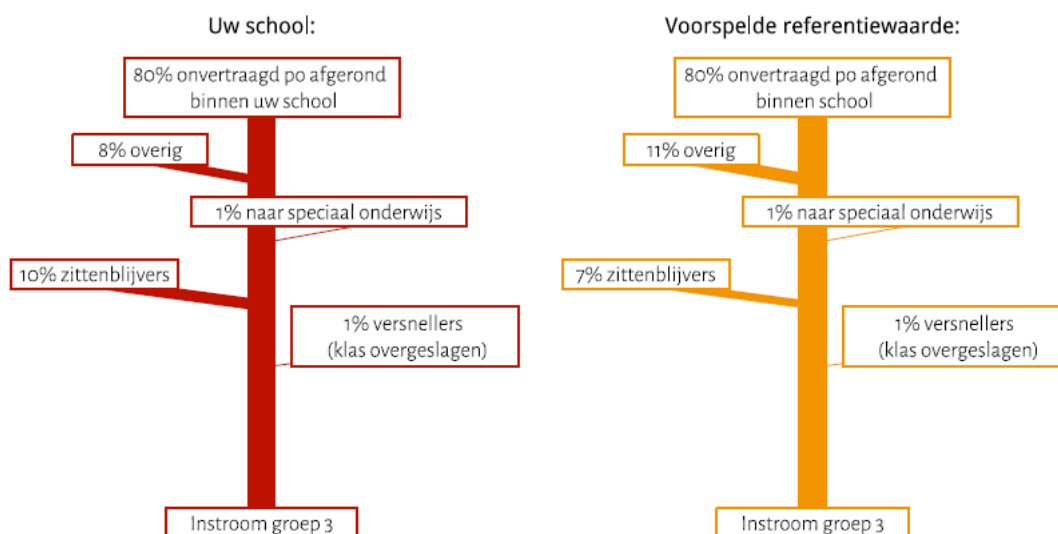 Uw school:
80% onvertraagd po afgerond
binnen uw school
8% overig
1% naar speciaal onderwijs
10% zittenblijvers
1% versnellers
(klas overgeslagen)
Instroom groep 3
Voorspelde referentiewaarde:
80% onvertraagd po afgerond
binnen school
11% overig
1% naar speciaal onderwijs
7% zittenblijvers
1% versnellers
(klas overgeslagen)
Instroom groep 3